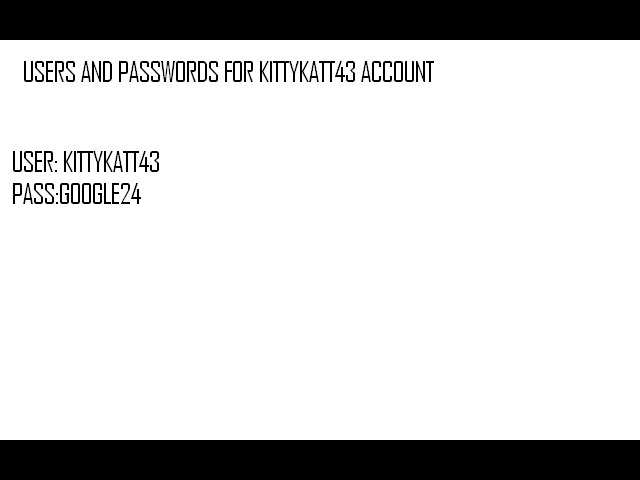 USERS AND PASSWORDS FOR KITTYKATT43 ACCOUNT
USER: KITTYKATT43
PASS:GOOGLE24